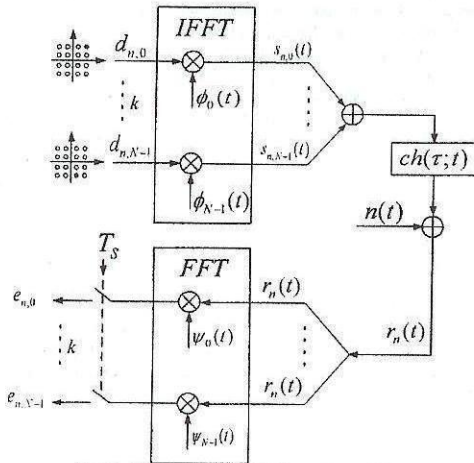 IFFT
d_{n,0}
s_{n,0}(t)
k
ϕ_0(t)
d_{n,N-1}
s_{n,N-1}(t)
ϕ_{N-1}(t)
ch(τ;t)
n(t)
T_s
FFT
e_{n,0}
r_n(t)
r_n(t)
k
ψ_0(t)
e_{n,N-1}
r_n(t)
ψ_{N-1}(t)